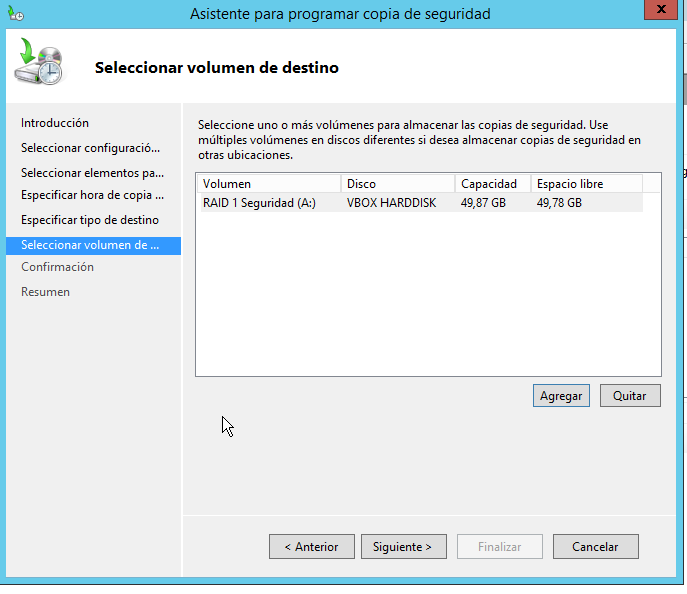 Asistente para programar copia de seguridad
x
Seleccionar volumen de destino
Introducción
Seleccionar configuració...
Seleccionar elementos pa...
Especificar hora de copia ...
Especificar tipo de destino
Seleccionar volumen de ...
Confirmación
Resumen
Seleccione uno o más volúmenes para almacenar las copias de seguridad. Use
múltiples volúmenes en discos diferentes si desea almacenar copias de seguridad en
otras ubicaciones.
Volumen Disco Capacidad Espacio libre
RAID 1 Seguridad (A:) VBOX HARDDISK 49,87 GB 49,78 GB
Agregar Quitar
< Anterior Siguiente > Finalizar Cancelar